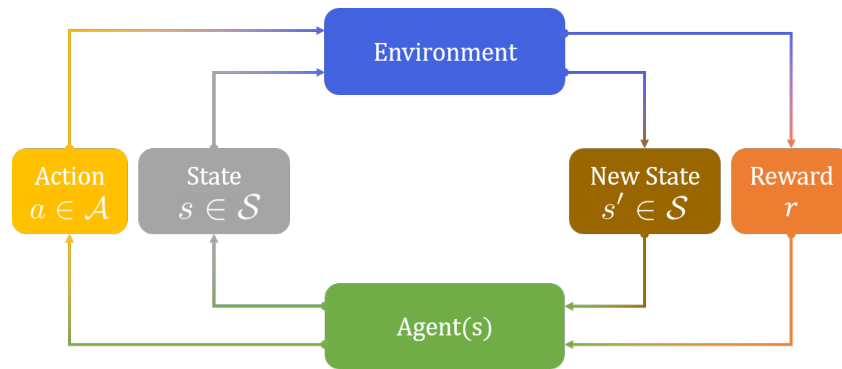 Environment
Action
a ∈ 𝒜
State
s ∈ 𝒮
New State
s′ ∈ 𝒮
Reward
r
Agent(s)